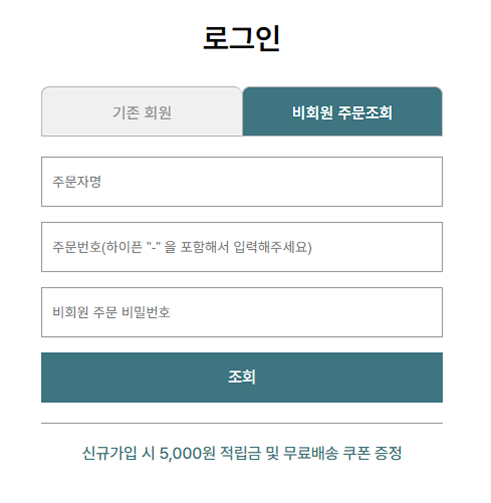 로그인
기존 회원
비회원 주문조회
주문자명
주문번호(하이픈 "-" 을 포함해서 입력해주세요)
비회원 주문 비밀번호
조회
신규가입 시 5,000원 적립금 및 무료배송 쿠폰 증정